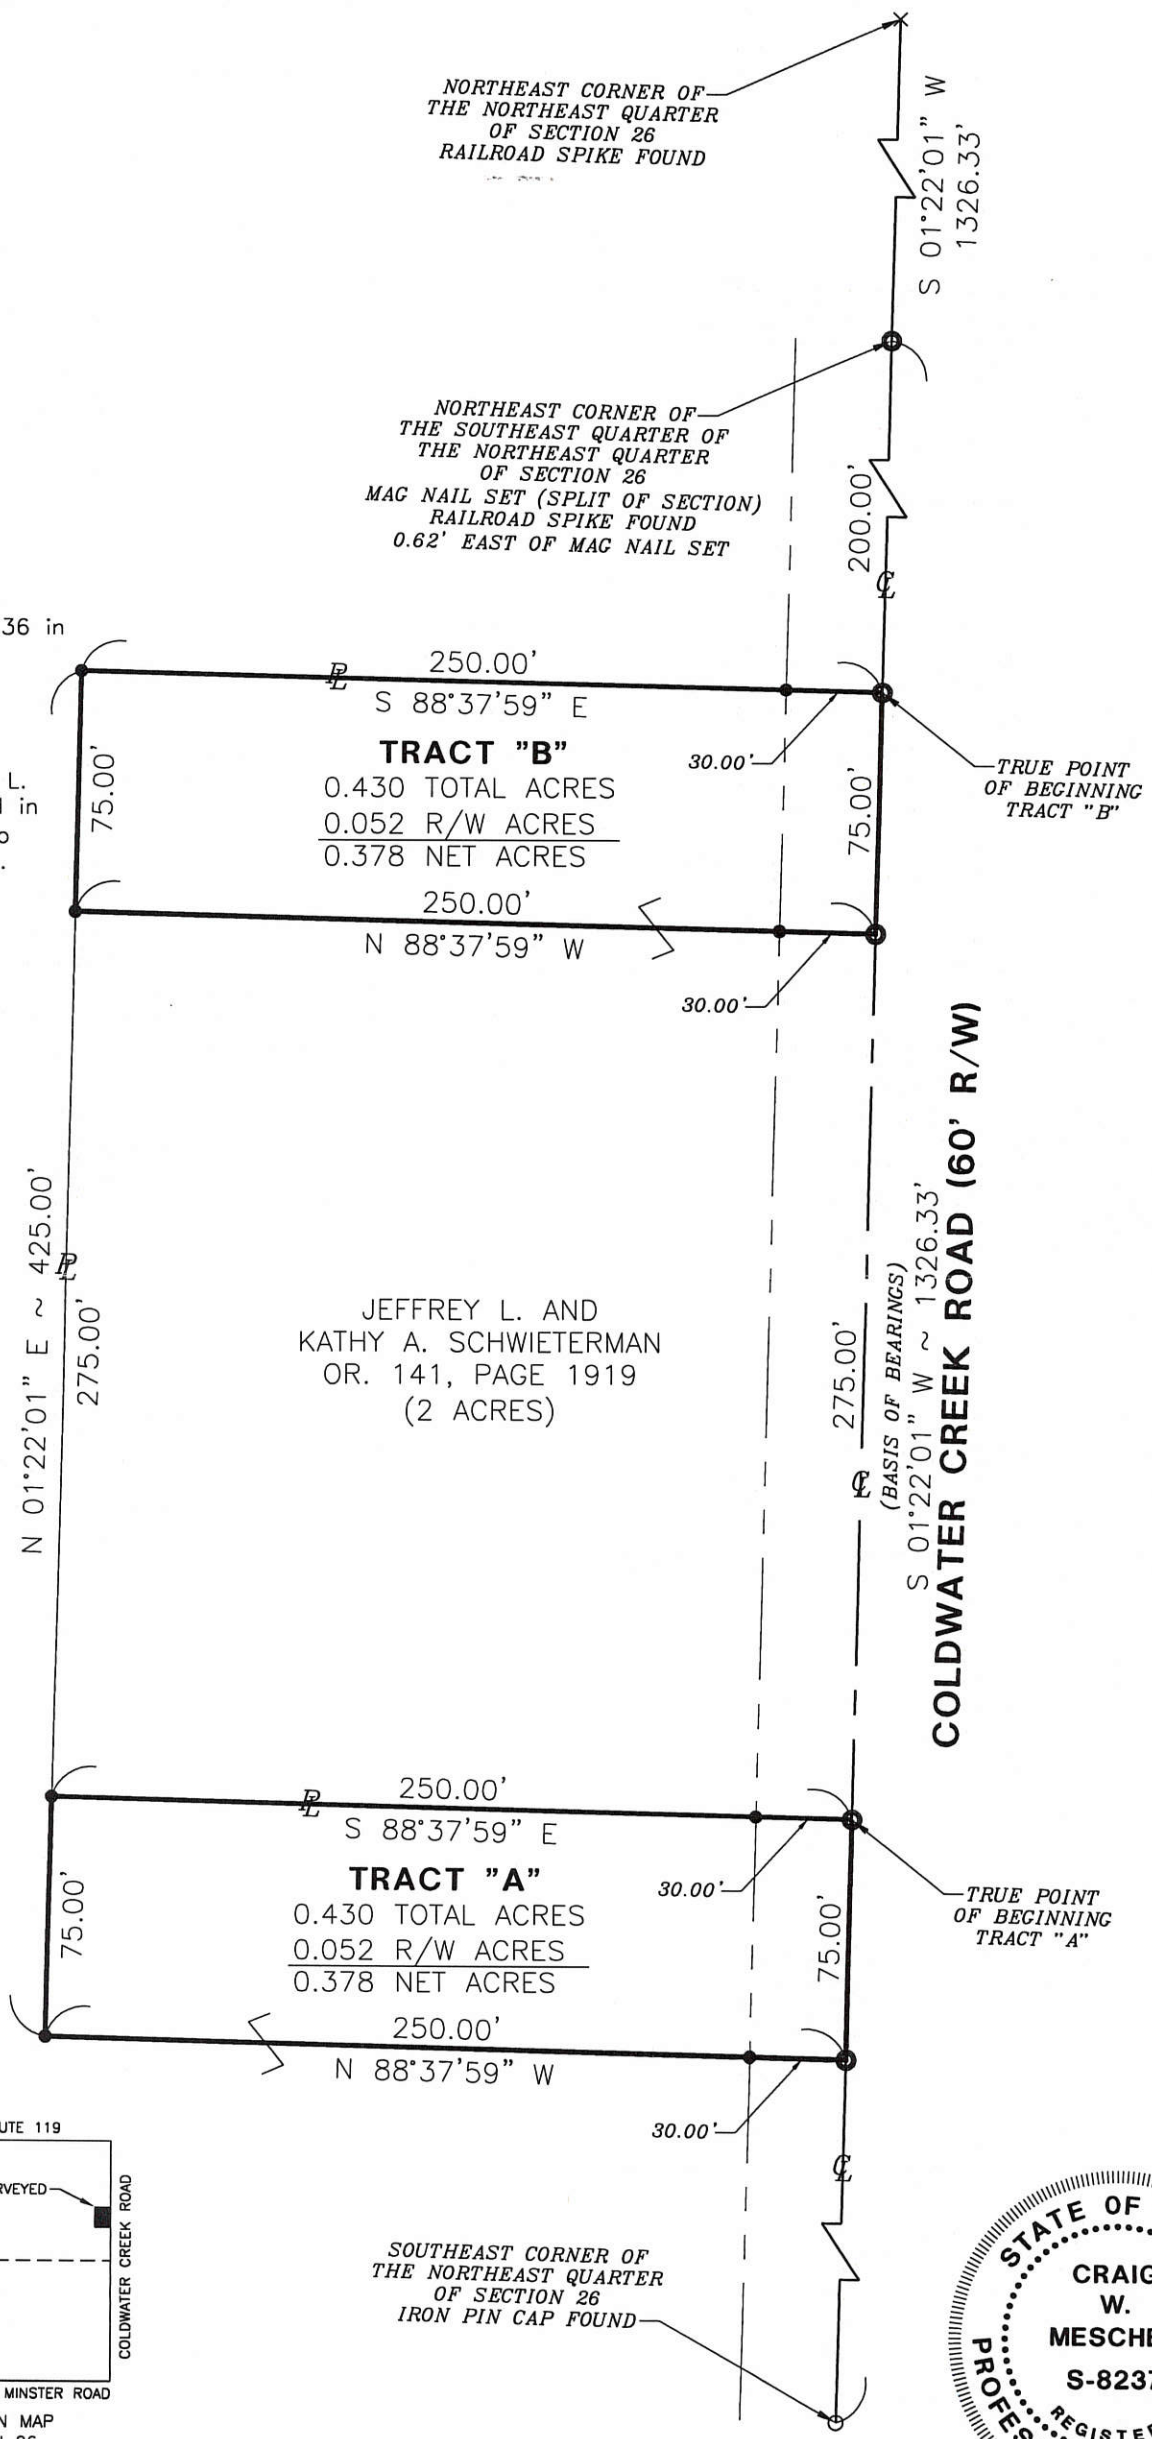 NORTHEAST CORNER OF
THE NORTHEAST QUARTER
OF SECTION 26
RAILROAD SPIKE FOUND
S 01°22'01" W
1326.33'
NORTHEAST CORNER OF
THE SOUTHEAST QUARTER OF
THE NORTHEAST QUARTER
OF SECTION 26
MAG NAIL SET (SPLIT OF SECTION)
RAILROAD SPIKE FOUND
0.62' EAST OF MAG NAIL SET
200.00'
36 in
250.00'
S 88°37'59" E
TRACT "B"
0.430 TOTAL ACRES
0.052 R/W ACRES
0.378 NET ACRES
75.00'
30.00'
75.00'
TRUE POINT
OF BEGINNING
TRACT "B"
L.
in
250.00'
N 88°37'59" W
30.00'
N 01°22'01" E ~ 425.00'
275.00'
JEFFREY L. AND
KATHY A. SCHWIETERMAN
OR. 141, PAGE 1919
(2 ACRES)
275.00'
(BASIS OF BEARINGS)
S 01°22'01" W ~ 1326.33'
COLDWATER CREEK ROAD (60' R/W)
250.00'
S 88°37'59" E
TRACT "A"
0.430 TOTAL ACRES
0.052 R/W ACRES
0.378 NET ACRES
75.00'
30.00'
75.00'
TRUE POINT
OF BEGINNING
TRACT "A"
250.00'
N 88°37'59" W
30.00'
UTE 119
RVEYED
COLDWATER CREEK ROAD
MINSTER ROAD
N MAP
SOUTHEAST CORNER OF
THE NORTHEAST QUARTER
OF SECTION 26
IRON PIN CAP FOUND
STATE OF
CRAIG
W.
MESCHE
S-8237
REGISTE
PROFES